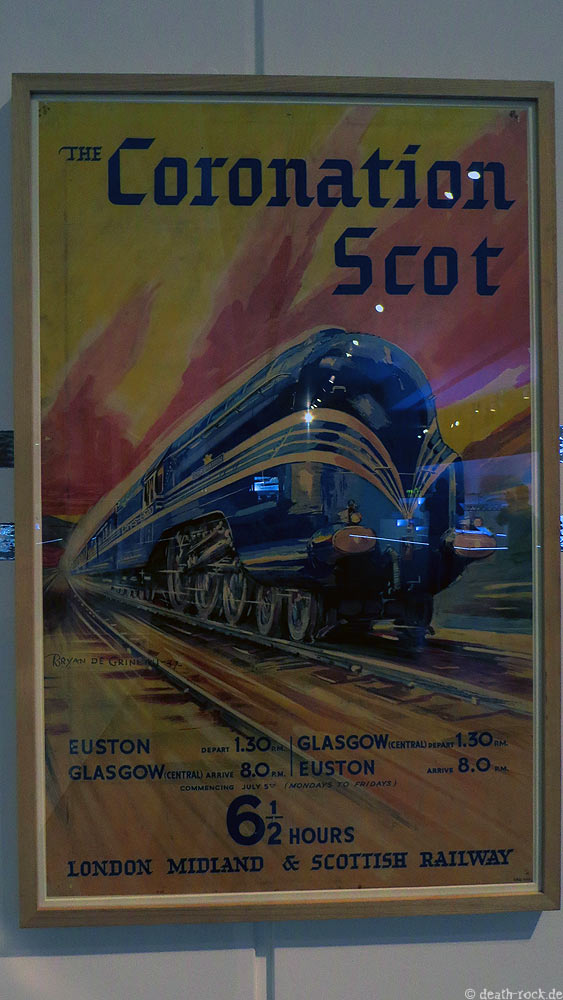 THE Coronation
Scot
BRYAN DE GRINEAU -37-
EUSTON DEPART 1.30 P.M.
GLASGOW (CENTRAL) ARRIVE 8.0 P.M.
GLASGOW (CENTRAL) DEPART 1.30 P.M.
EUSTON ARRIVE 8.0 P.M.
COMMENCING JULY 5TH (MONDAYS TO FRIDAYS)
6 1/2 HOURS
LONDON MIDLAND & SCOTTISH RAILWAY
© death-rock.de